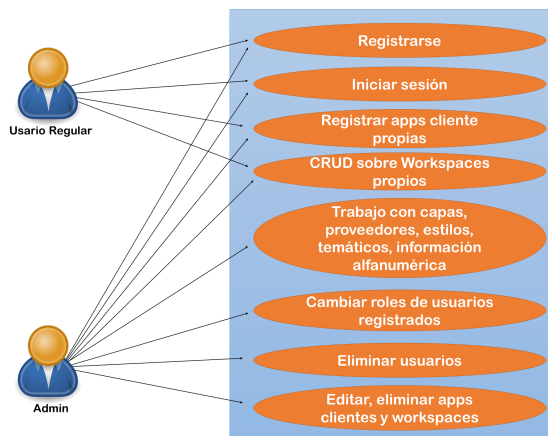 Registrarse
Iniciar sesión
Usario Regular
Registrar apps cliente
propias
CRUD sobre Workspaces
propios
Trabajo con capas,
proveedores, estilos,
temáticos, información
alfanumérica
Cambiar roles de usuarios
registrados
Eliminar usuarios
Admin
Editar, eliminar apps
clientes y workspaces